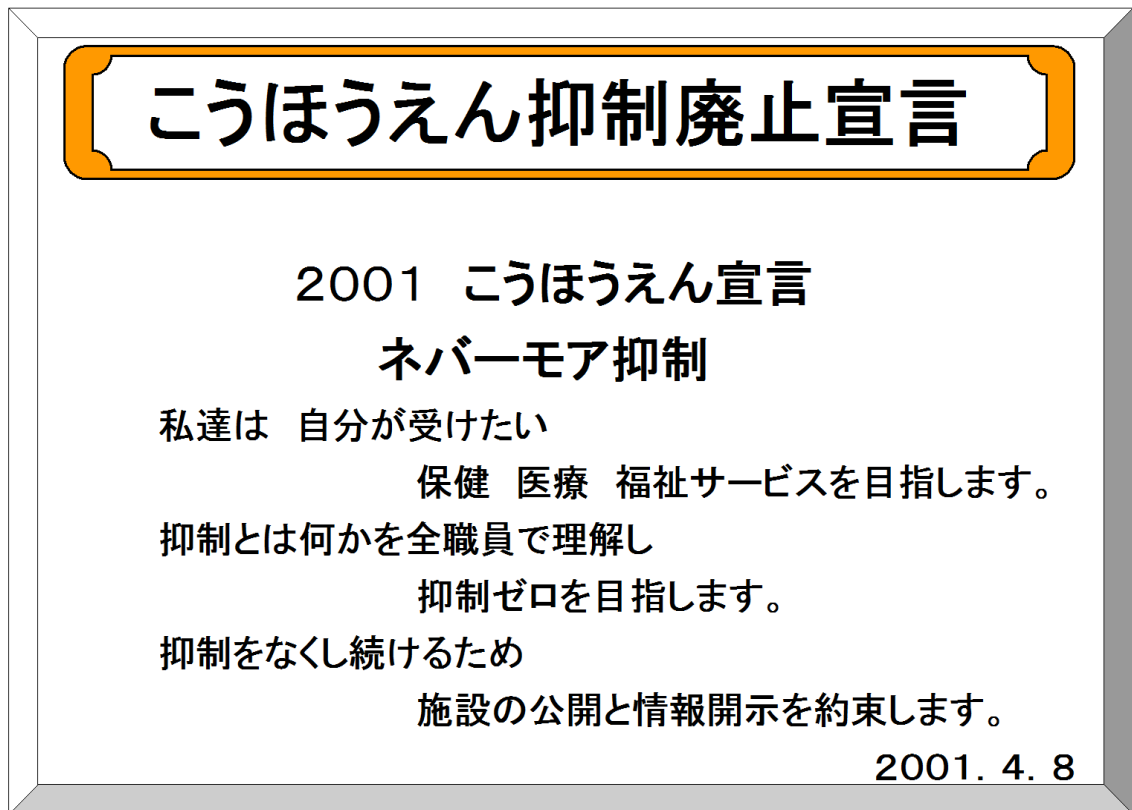 こうほうえん抑制廃止宣言
2001　こうほうえん宣言
ネバーモア抑制
私達は　自分が受けたい
保健　医療　福祉サービスを目指します。
抑制とは何かを全職員で理解し
抑制ゼロを目指します。
抑制をなくし続けるため
施設の公開と情報開示を約束します。
2001．4．8